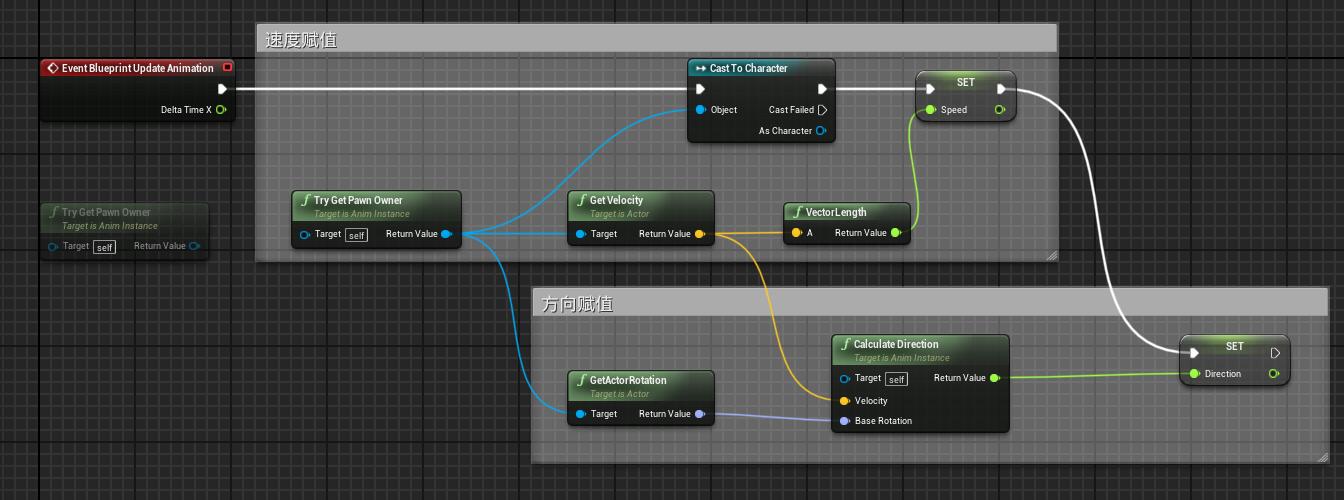 速度赋值
Event Blueprint Update Animation
Delta Time X
Cast To Character
Object
Cast Failed
As Character
SET
Speed
Try Get Pawn Owner
Target is Anim Instance
Target self
Return Value
Try Get Pawn Owner
Target is Anim Instance
Target self
Return Value
Get Velocity
Target is Actor
Target
Return Value
VectorLength
A
Return Value
方向赋值
Calculate Direction
Target is Anim Instance
Target self
Return Value
Velocity
Base Rotation
SET
Direction
GetActorRotation
Target is Actor
Target
Return Value